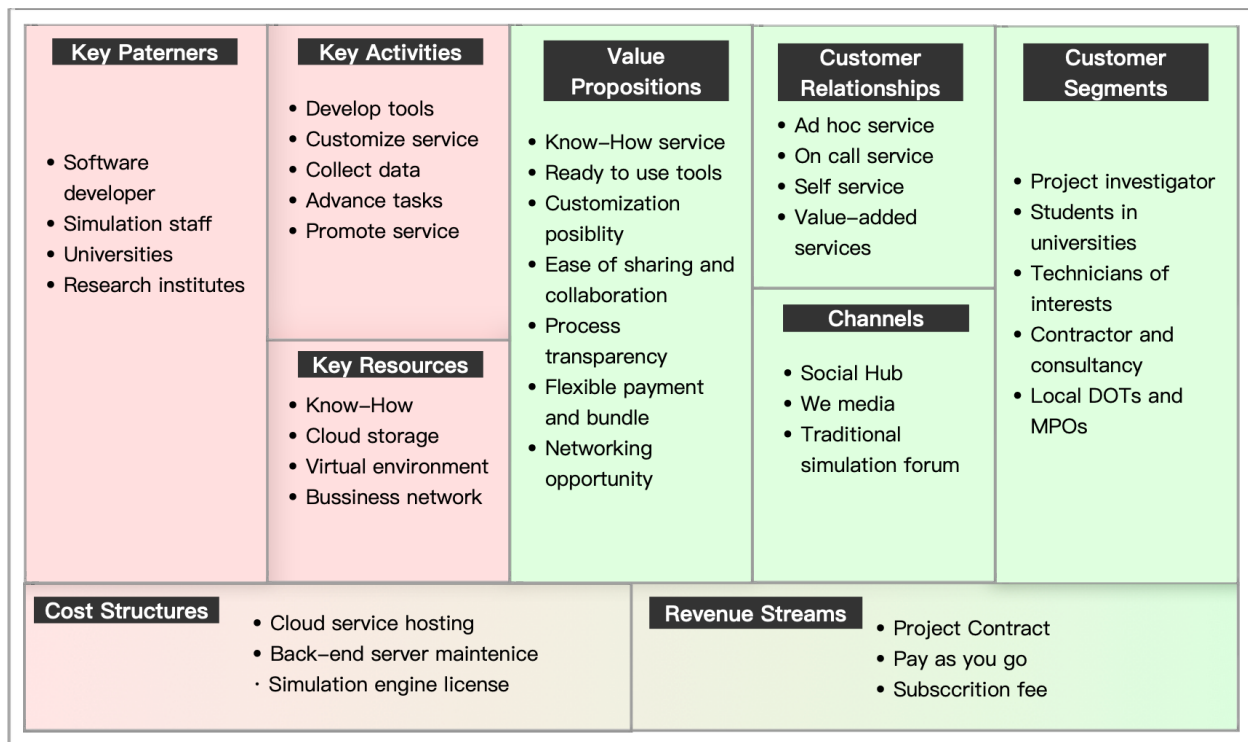 Key Paterners
• Software
developer
• Simulation staff
• Universities
• Research institutes
Key Activities
• Develop tools
• Customize service
• Collect data
• Advance tasks
• Promote service
Key Resources
• Know–How
• Cloud storage
• Virtual environment
• Bussiness network
Value
Propositions
• Know–How service
• Ready to use tools
• Customization
posiblity
• Ease of sharing and
collaboration
• Process
transparency
• Flexible payment
and bundle
• Networking
opportunity
Customer
Relationships
• Ad hoc service
• On call service
• Self service
• Value–added
services
Channels
• Social Hub
• We media
• Traditional
simulation forum
Customer
Segments
• Project investigator
• Students in
universities
• Technicians of
interests
• Contractor and
consultancy
• Local DOTs and
MPOs
Cost Structures
• Cloud service hosting
• Back–end server maintenice
· Simulation engine license
Revenue Streams
• Project Contract
• Pay as you go
• Subsccrition fee